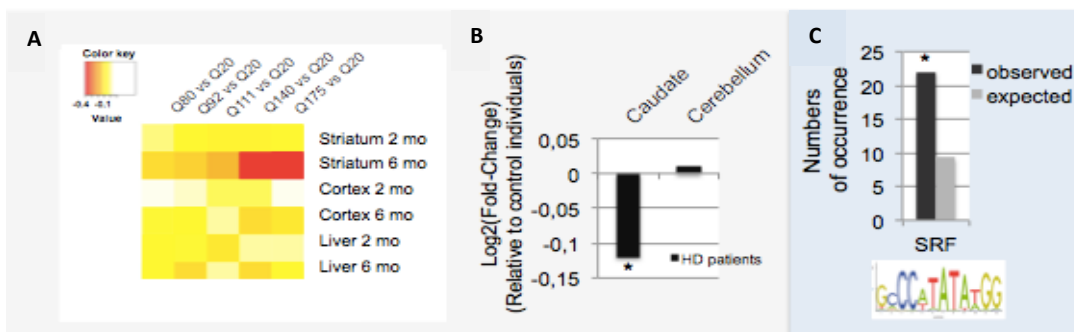 A
Color key
-0.4 -0.1
Value
Q80 vs Q20
Q92 vs Q20
Q111 vs Q20
Q140 vs Q20
Q175 vs Q20
Striatum 2 mo
Striatum 6 mo
Cortex 2 mo
Cortex 6 mo
Liver 2 mo
Liver 6 mo
B
Caudate
Cerebellum
Log2(Fold-Change)
(Relative to control individuals)
0,05
0
-0,05
-0,1
-0,15
*
HD patients
C
Numbers
of occurrence
25
20
15
10
5
0
*
observed
expected
SRF
GCCCATATATGG